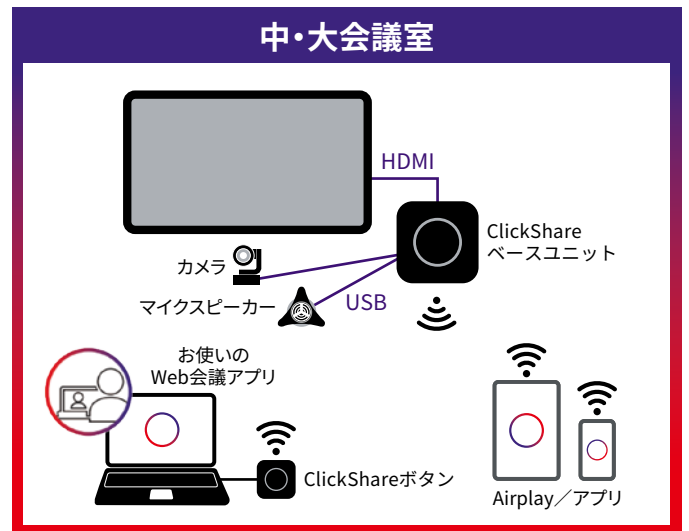 中・大会議室
HDMI
ClickShare
ベースユニット
カメラ
マイクスピーカー
USB
お使いの
Web会議アプリ
ClickShareボタン
Airplay／アプリ